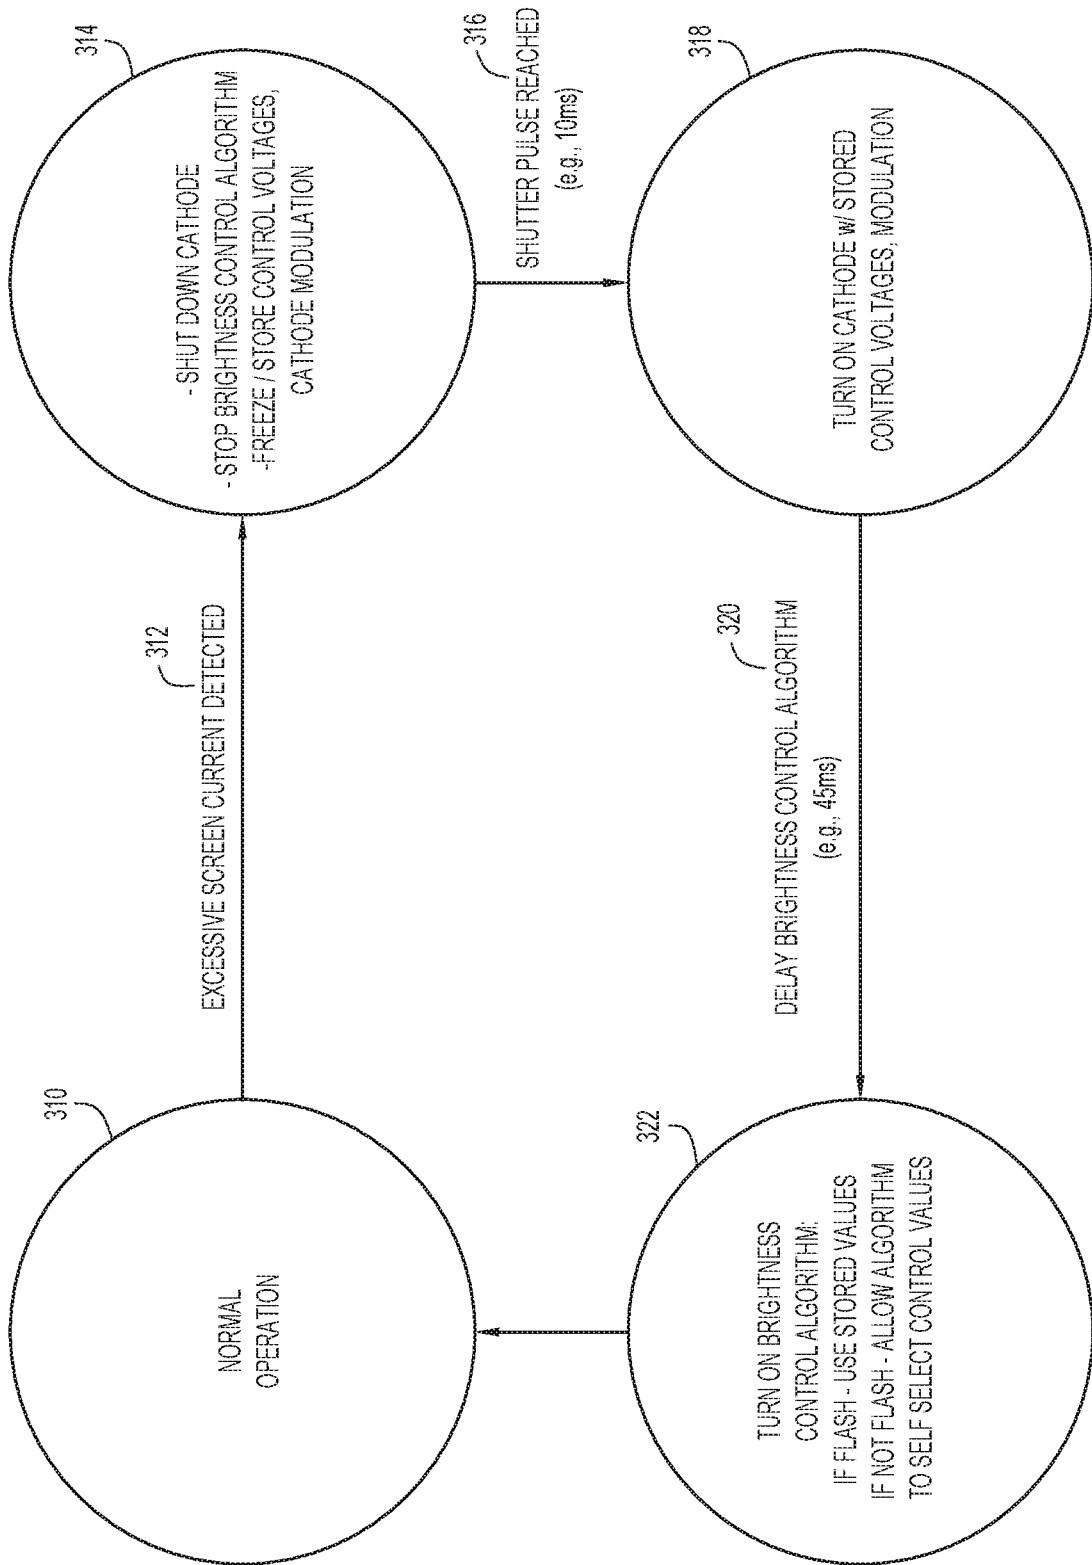 310
NORMAL
OPERATION
312
EXCESSIVE SCREEN CURRENT DETECTED
314
- SHUT DOWN CATHODE
- STOP BRIGHTNESS CONTROL ALGORITHM
-FREEZE / STORE CONTROL VOLTAGES,
CATHODE MODULATION
316
SHUTTER PULSE REACHED
(e.g., 10ms)
318
TURN ON CATHODE w/ STORED
CONTROL VOLTAGES, MODULATION
320
DELAY BRIGHTNESS CONTROL ALGORITHM
(e.g., 45ms)
322
TURN ON BRIGHTNESS
CONTROL ALGORITHM:
IF FLASH - USE STORED VALUES
IF NOT FLASH - ALLOW ALGORITHM
TO SELF SELECT CONTROL VALUES